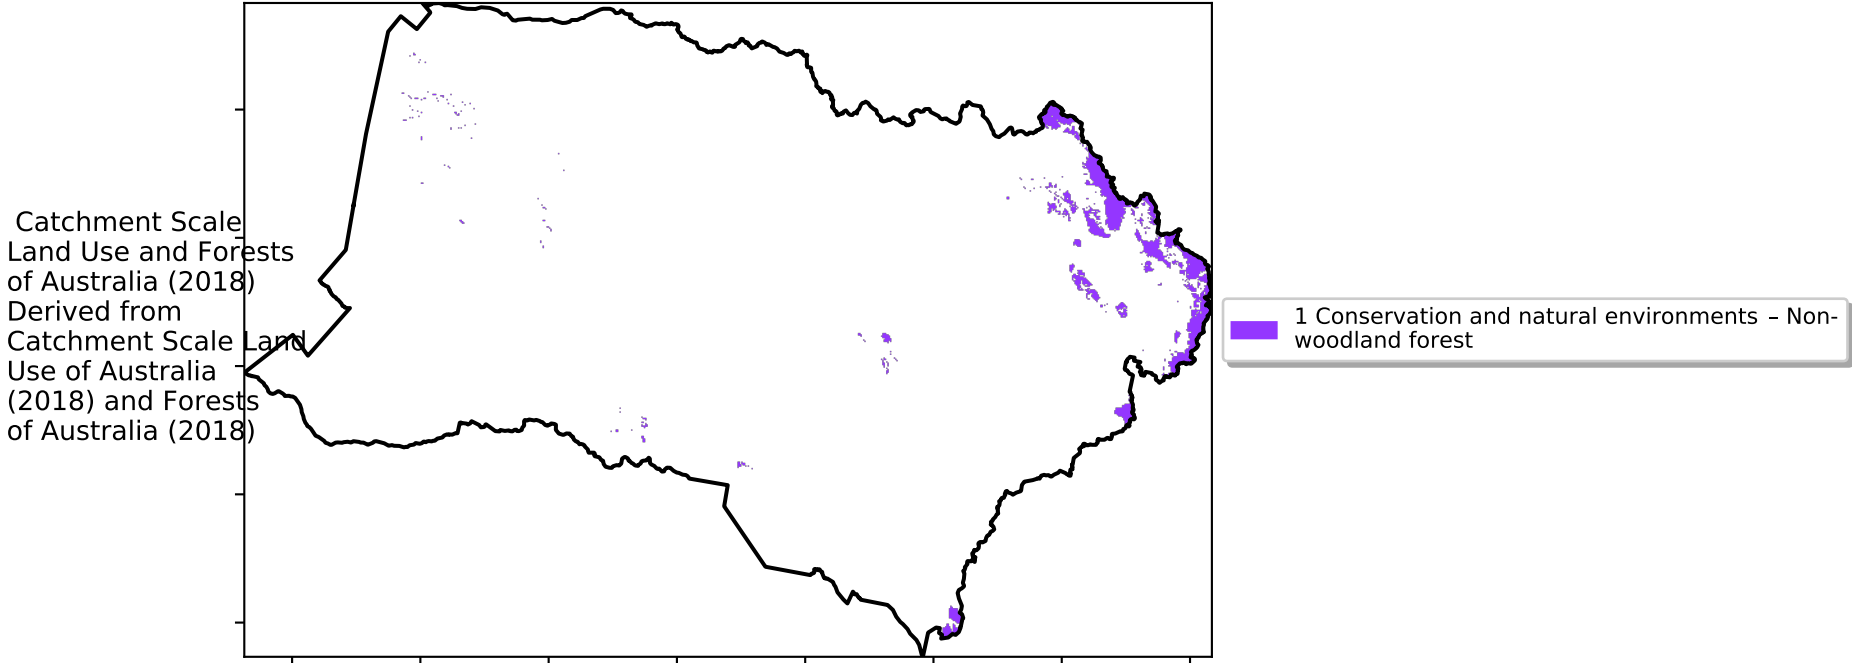 Catchment Scale
Land Use and Forests
of Australia (2018)
Derived from
Catchment Scale Land
Use of Australia
(2018) and Forests
of Australia (2018)
1 Conservation and natural environments – Non-
woodland forest